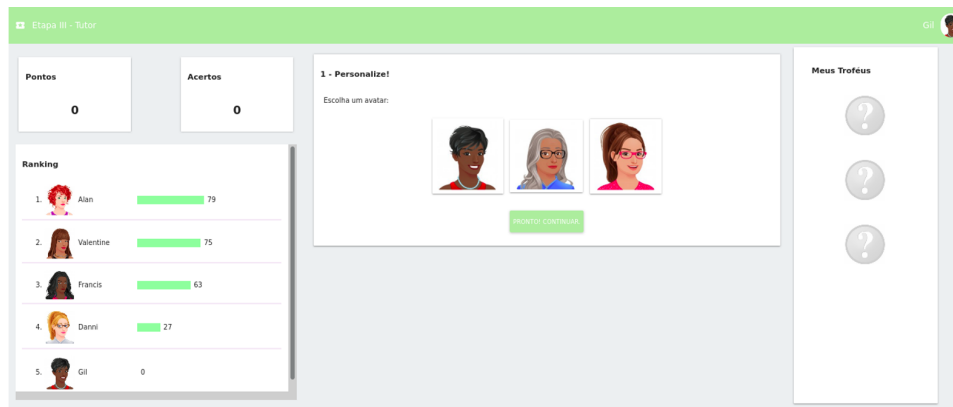 Etapa III - Tutor
Gil
Pontos
0
Acertos
0
Ranking
1. Alan 79
2. Valentine 75
3. Francis 63
4. Danni 27
5. Gil 0
1 - Personalize!
Escolha um avatar:
PRONTO! CONTINUAR
Meus Troféus
?
?
?